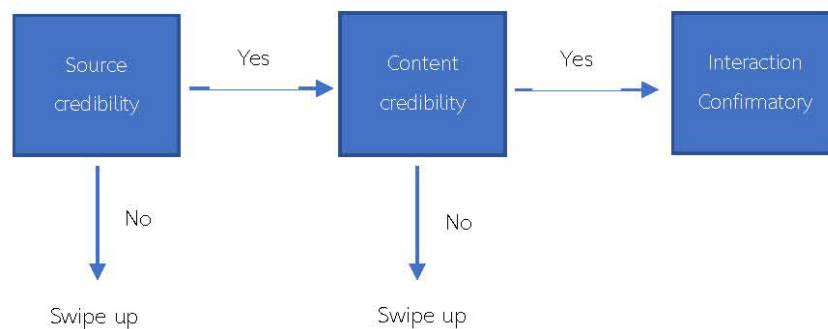 Source
credibility
Yes
Content
credibility
Yes
Interaction
Confirmatory
No
No
Swipe up
Swipe up